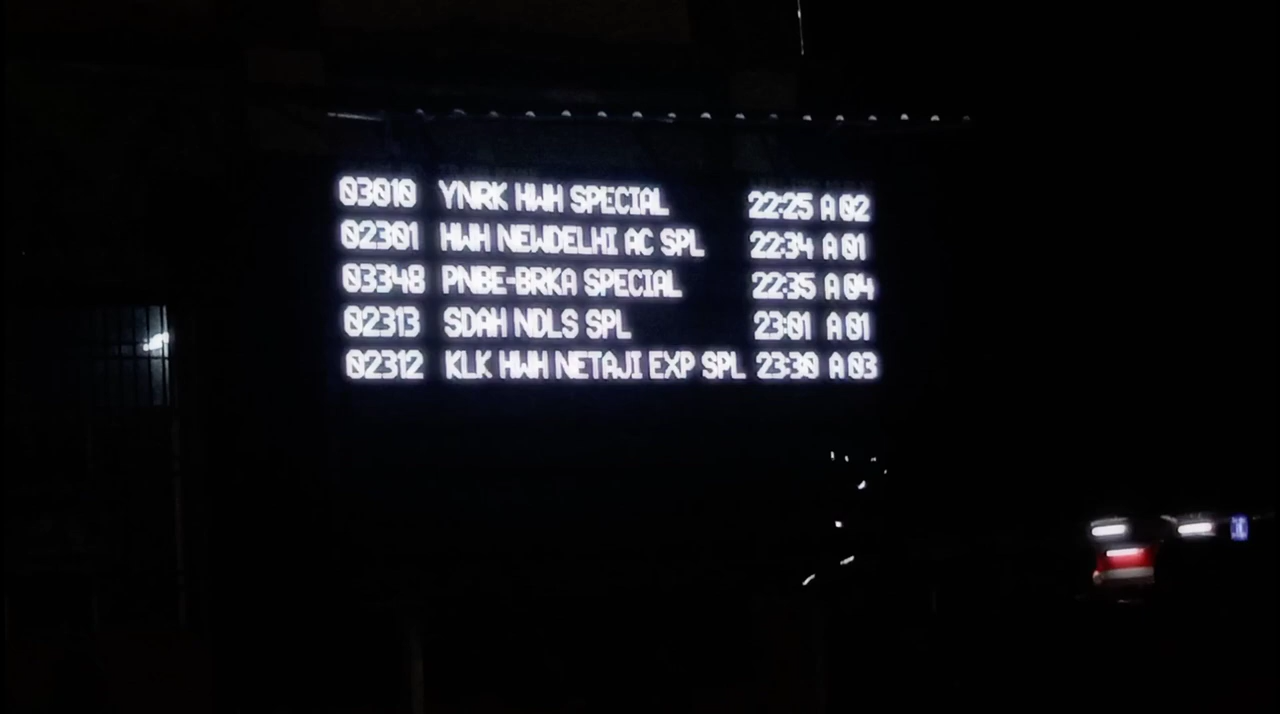 03010 YNRK HWH SPECIAL 22:25 A 02
02301 HWH NEWDELHI AC SPL 22:34 A 01
03348 PNBE-BRKA SPECIAL 22:35 A 04
02313 SDAH NDLS SPL 23:01 A 01
02312 KLK HWH NETAJI EXP SPL 23:30 A 03